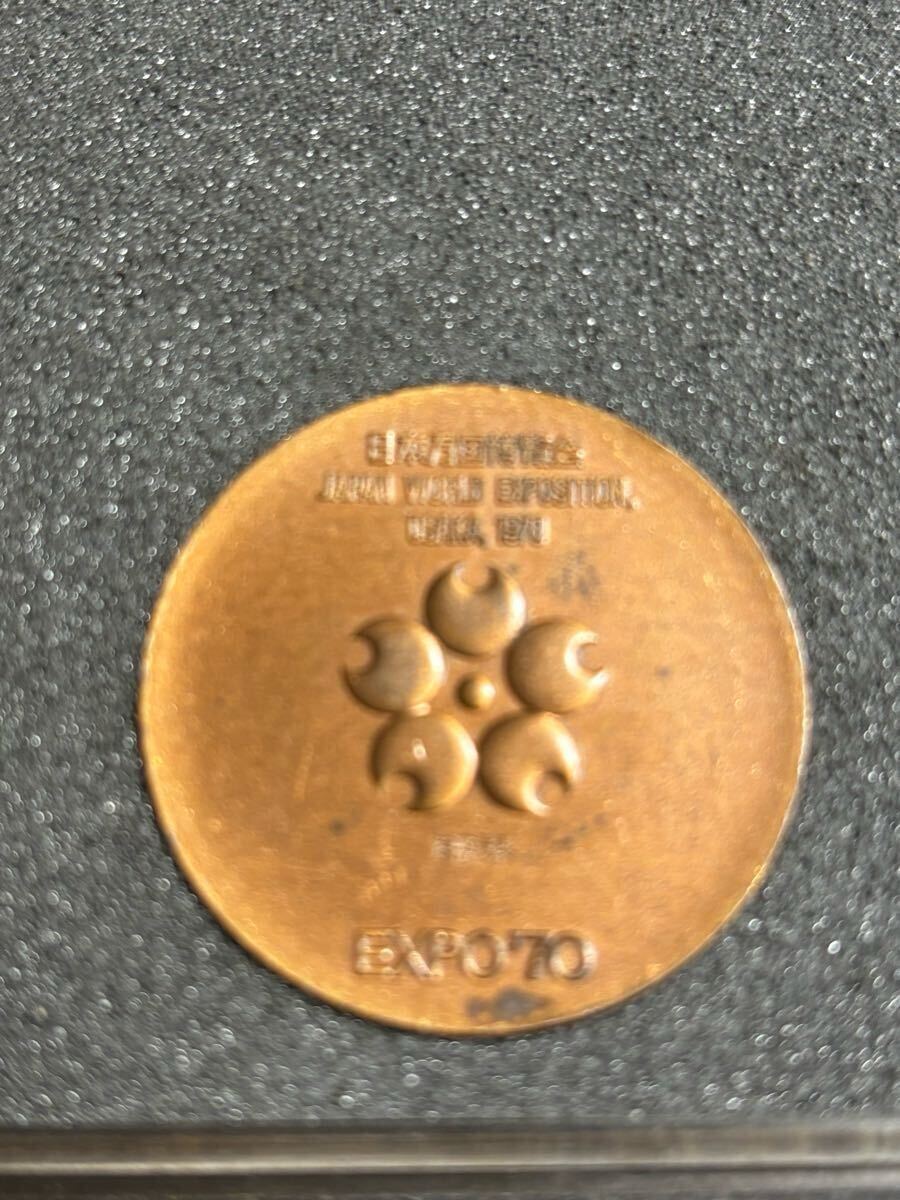 日本万国博覧会
JAPAN WORLD EXPOSITION,
OSAKA, 1970
EXPO'70